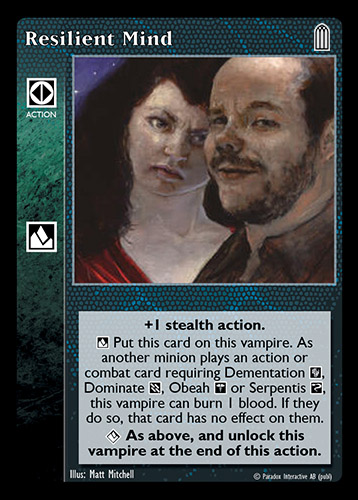 Resilient Mind
ACTION
+1 stealth action.
Put this card on this vampire. As
another minion plays an action or
combat card requiring Dementation ,
Dominate , Obeah or Serpentis ,
this vampire can burn 1 blood. If they
do so, that card has no effect on them.
As above, and unlock this
vampire at the end of this action.
Illus: Matt Mitchell
© Paradox Interactive AB (publ)